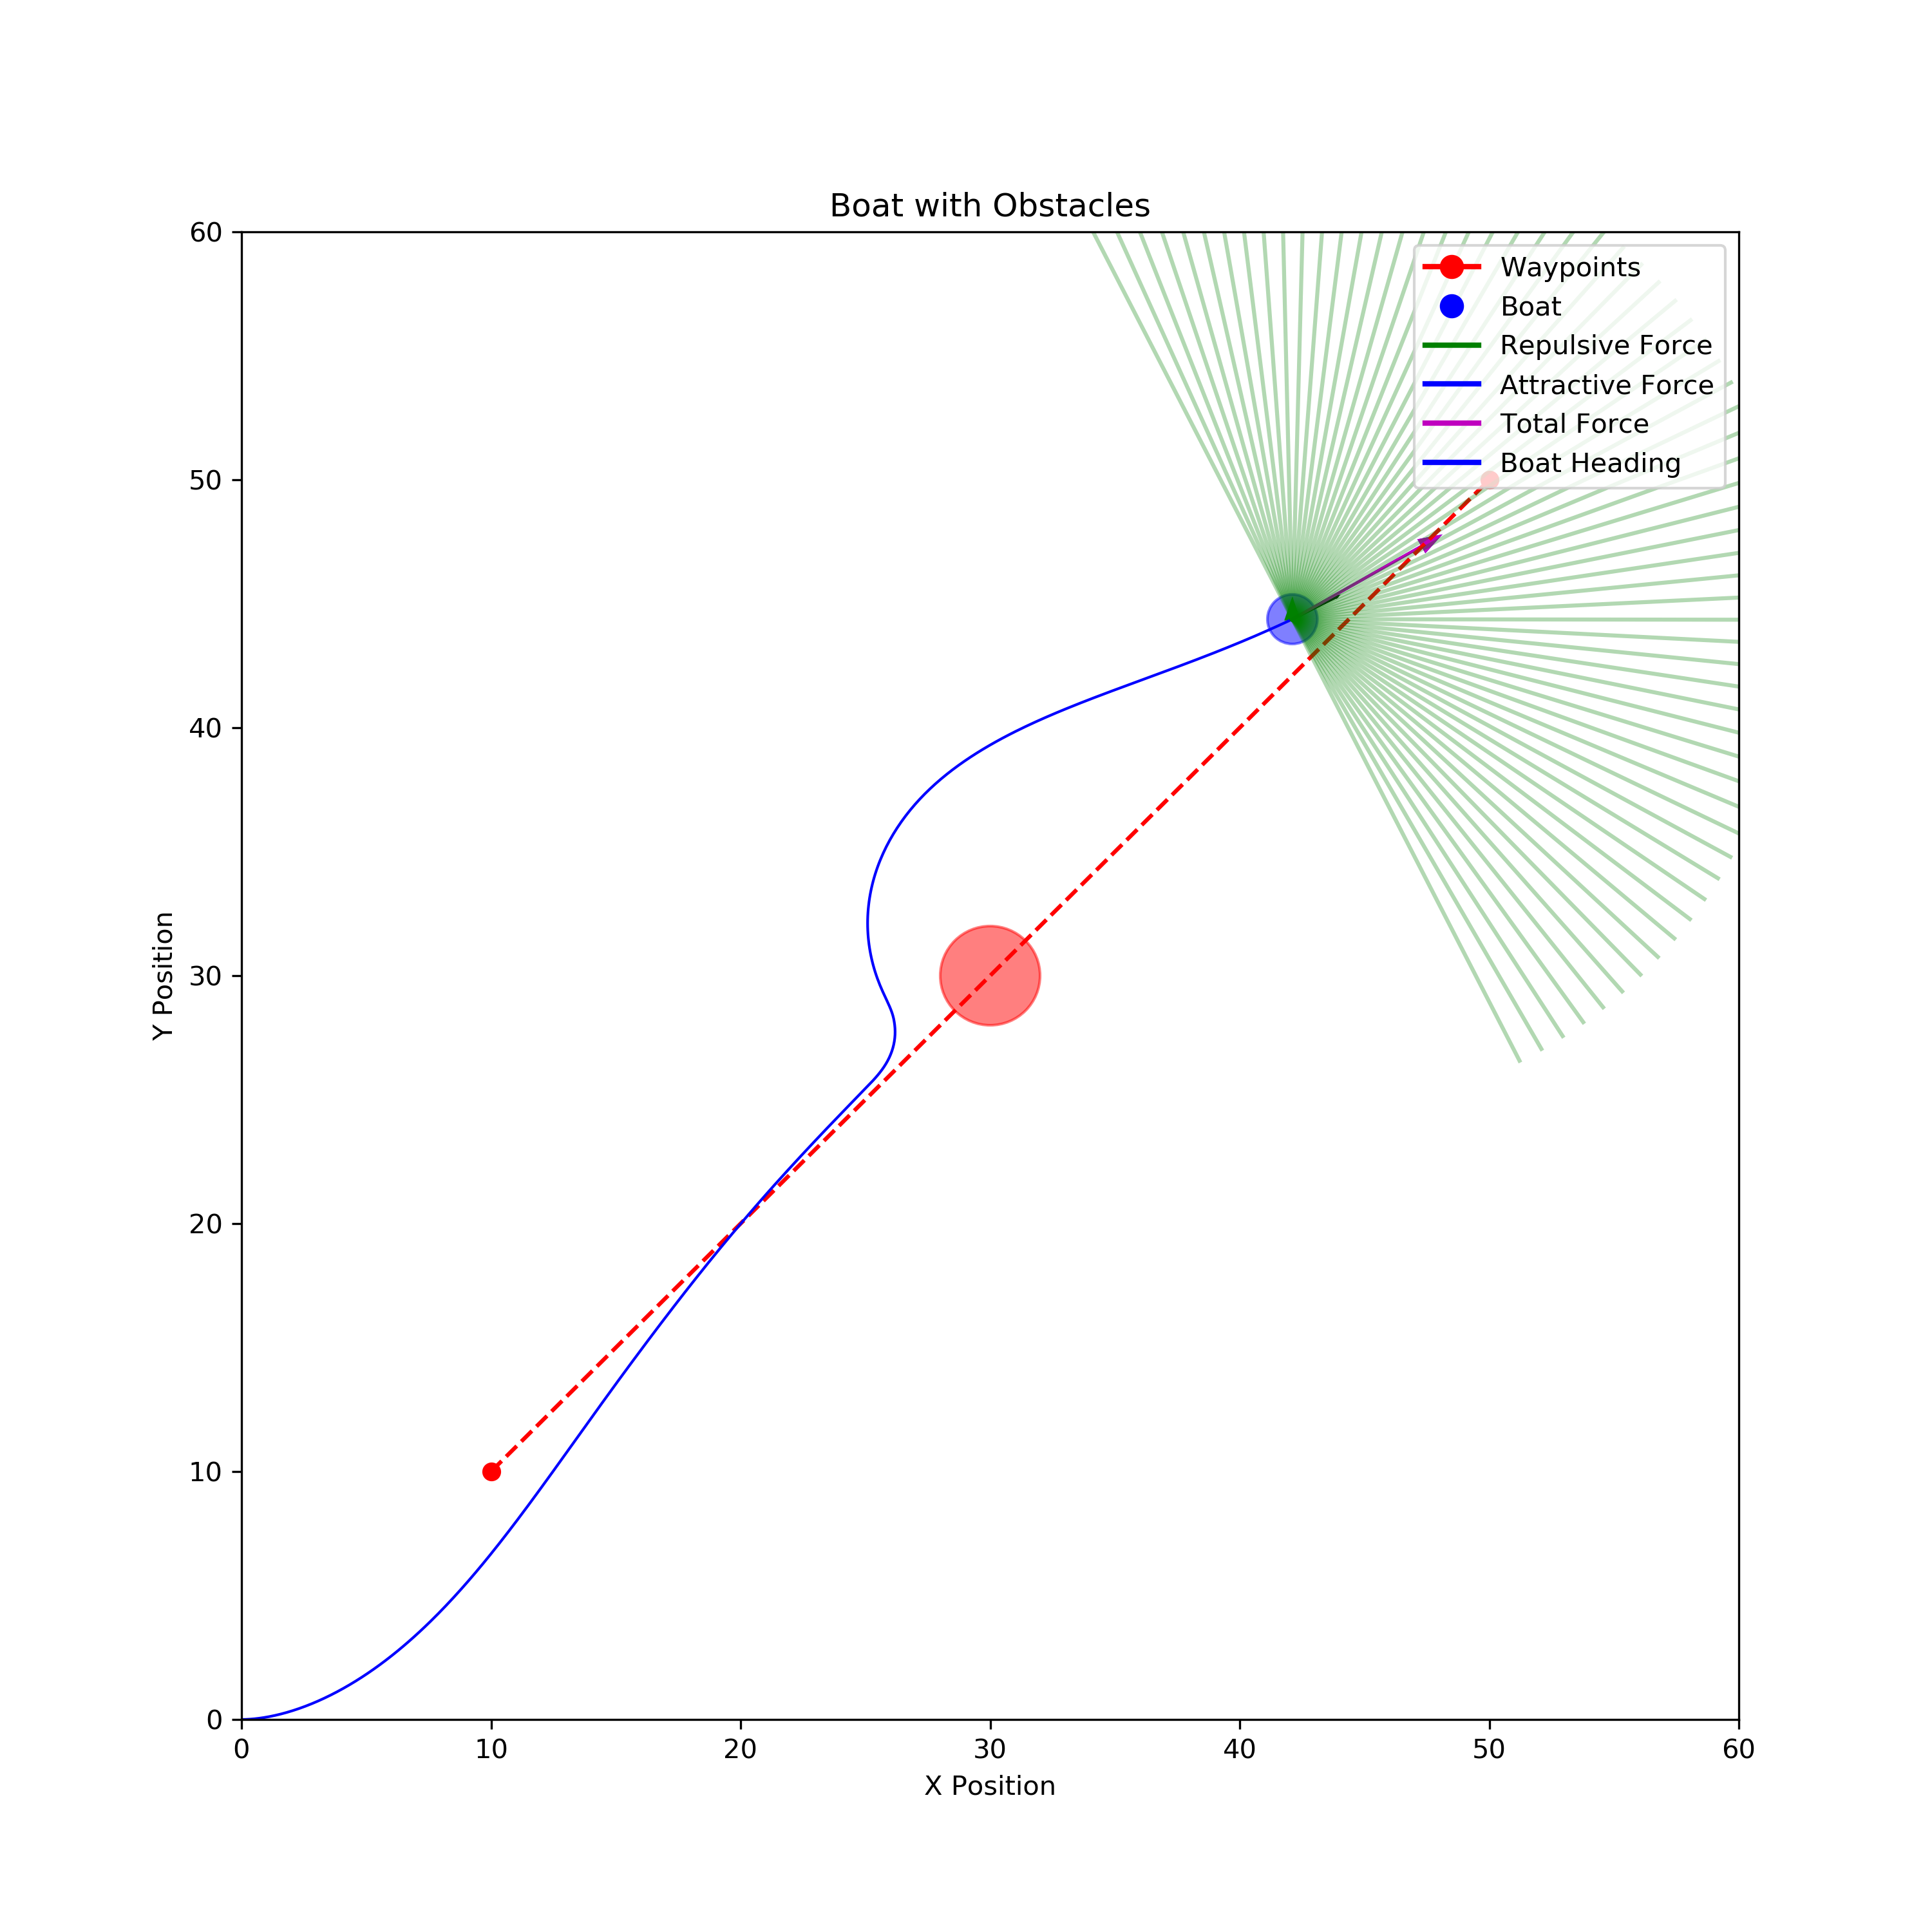 Boat with Obstacles
60
50
40
30
20
10
0
Y Position
Waypoints
Boat
Repulsive Force
Attractive Force
Total Force
Boat Heading
0 10 20 30 40 50 60
X Position